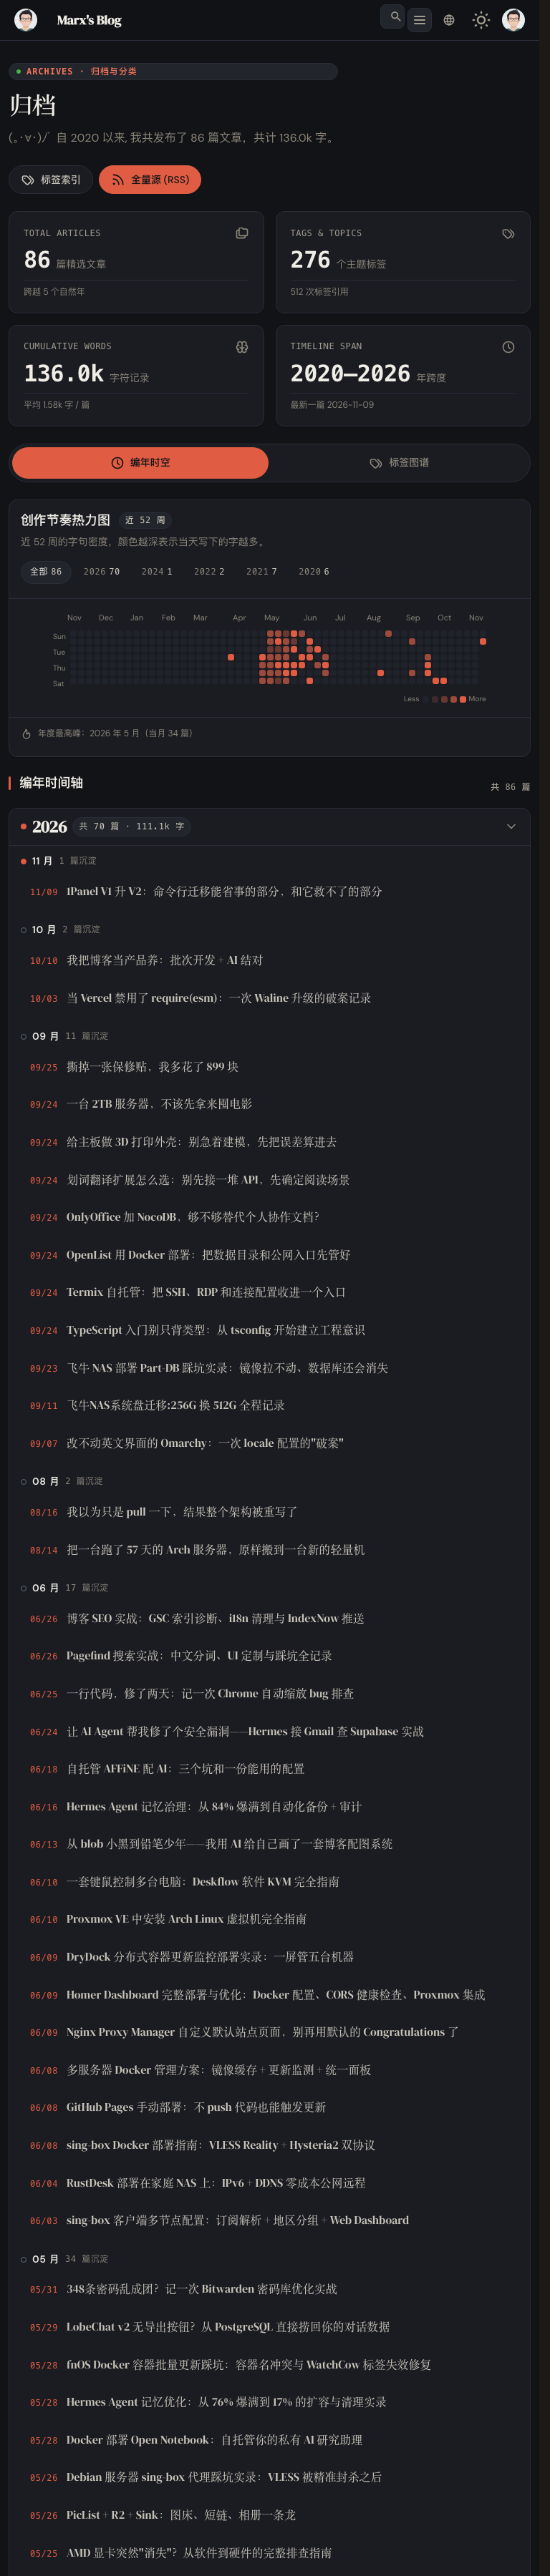 Marx's Blog
ARCHIVES · 归档与分类
归档
(｡･∀･)ﾉﾞ 自 2020 以来, 我共发布了 86 篇文章，共计 136.0k 字。
标签索引
全量源 (RSS)
TOTAL ARTICLES
86 篇精选文章
跨越 5 个自然年
TAGS & TOPICS
276 个主题标签
512 次标签引用
CUMULATIVE WORDS
136.0k 字符记录
平均 1.58k 字 / 篇
TIMELINE SPAN
2020—2026 年跨度
最新一篇 2026-11-09
编年时空
标签图谱
创作节奏热力图 近 52 周
近 52 周的字句密度，颜色越深表示当天写下的字越多。
全部 86 2026 70 2024 1 2022 2 2021 7 2020 6
Nov Dec Jan Feb Mar Apr May Jun Jul Aug Sep Oct Nov
Sun
Tue
Thu
Sat
Less More
年度最高峰：2026 年 5 月（当月 34 篇）
编年时间轴 共 86 篇
2026 共 70 篇 · 111.1k 字
11 月 1 篇沉淀
11/09 1Panel V1 升 V2：命令行迁移能省事的部分，和它救不了的部分
10 月 2 篇沉淀
10/10 我把博客当产品养：批次开发 + AI 结对
10/03 当 Vercel 禁用了 require(esm)：一次 Waline 升级的破案记录
09 月 11 篇沉淀
09/25 撕掉一张保修贴，我多花了 899 块
09/24 一台 2TB 服务器，不该先拿来囤电影
09/24 给主板做 3D 打印外壳：别急着建模，先把误差算进去
09/24 划词翻译扩展怎么选：别先接一堆 API，先确定阅读场景
09/24 OnlyOffice 加 NocoDB，够不够替代个人协作文档？
09/24 OpenList 用 Docker 部署：把数据目录和公网入口先管好
09/24 Termix 自托管：把 SSH、RDP 和连接配置收进一个入口
09/24 TypeScript 入门别只背类型：从 tsconfig 开始建立工程意识
09/23 飞牛 NAS 部署 Part-DB 踩坑实录：镜像拉不动、数据库还会消失
09/11 飞牛NAS系统盘迁移:256G 换 512G 全程记录
09/07 改不动英文界面的 Omarchy：一次 locale 配置的"破案"
08 月 2 篇沉淀
08/16 我以为只是 pull 一下，结果整个架构被重写了
08/14 把一台跑了 57 天的 Arch 服务器，原样搬到一台新的轻量机
06 月 17 篇沉淀
06/26 博客 SEO 实战：GSC 索引诊断、i18n 清理与 IndexNow 推送
06/26 Pagefind 搜索实战：中文分词、UI 定制与踩坑全记录
06/25 一行代码，修了两天：记一次 Chrome 自动缩放 bug 排查
06/24 让 AI Agent 帮我修了个安全漏洞——Hermes 接 Gmail 查 Supabase 实战
06/18 自托管 AFFiNE 配 AI：三个坑和一份能用的配置
06/16 Hermes Agent 记忆治理：从 84% 爆满到自动化备份 + 审计
06/13 从 blob 小黑到铅笔少年——我用 AI 给自己画了一套博客配图系统
06/10 一套键鼠控制多台电脑：Deskflow 软件 KVM 完全指南
06/10 Proxmox VE 中安装 Arch Linux 虚拟机完全指南
06/09 DryDock 分布式容器更新监控部署实录：一屏管五台机器
06/09 Homer Dashboard 完整部署与优化：Docker 配置、CORS 健康检查、Proxmox 集成
06/09 Nginx Proxy Manager 自定义默认站点页面，别再用默认的 Congratulations 了
06/08 多服务器 Docker 管理方案：镜像缓存 + 更新监测 + 统一面板
06/08 GitHub Pages 手动部署：不 push 代码也能触发更新
06/08 sing-box Docker 部署指南：VLESS Reality + Hysteria2 双协议
06/04 RustDesk 部署在家庭 NAS 上：IPv6 + DDNS 零成本公网远程
06/03 sing-box 客户端多节点配置：订阅解析 + 地区分组 + Web Dashboard
05 月 34 篇沉淀
05/31 348条密码乱成团？记一次 Bitwarden 密码库优化实战
05/29 LobeChat v2 无导出按钮？从 PostgreSQL 直接捞回你的对话数据
05/28 fnOS Docker 容器批量更新踩坑：容器名冲突与 WatchCow 标签失效修复
05/28 Hermes Agent 记忆优化：从 76% 爆满到 17% 的扩容与清理实录
05/28 Docker 部署 Open Notebook：自托管你的私有 AI 研究助理
05/26 Debian 服务器 sing-box 代理踩坑实录：VLESS 被精准封杀之后
05/26 PicList + R2 + Sink：图床、短链、相册一条龙
05/25 AMD 显卡突然"消失"？从软件到硬件的完整排查指南